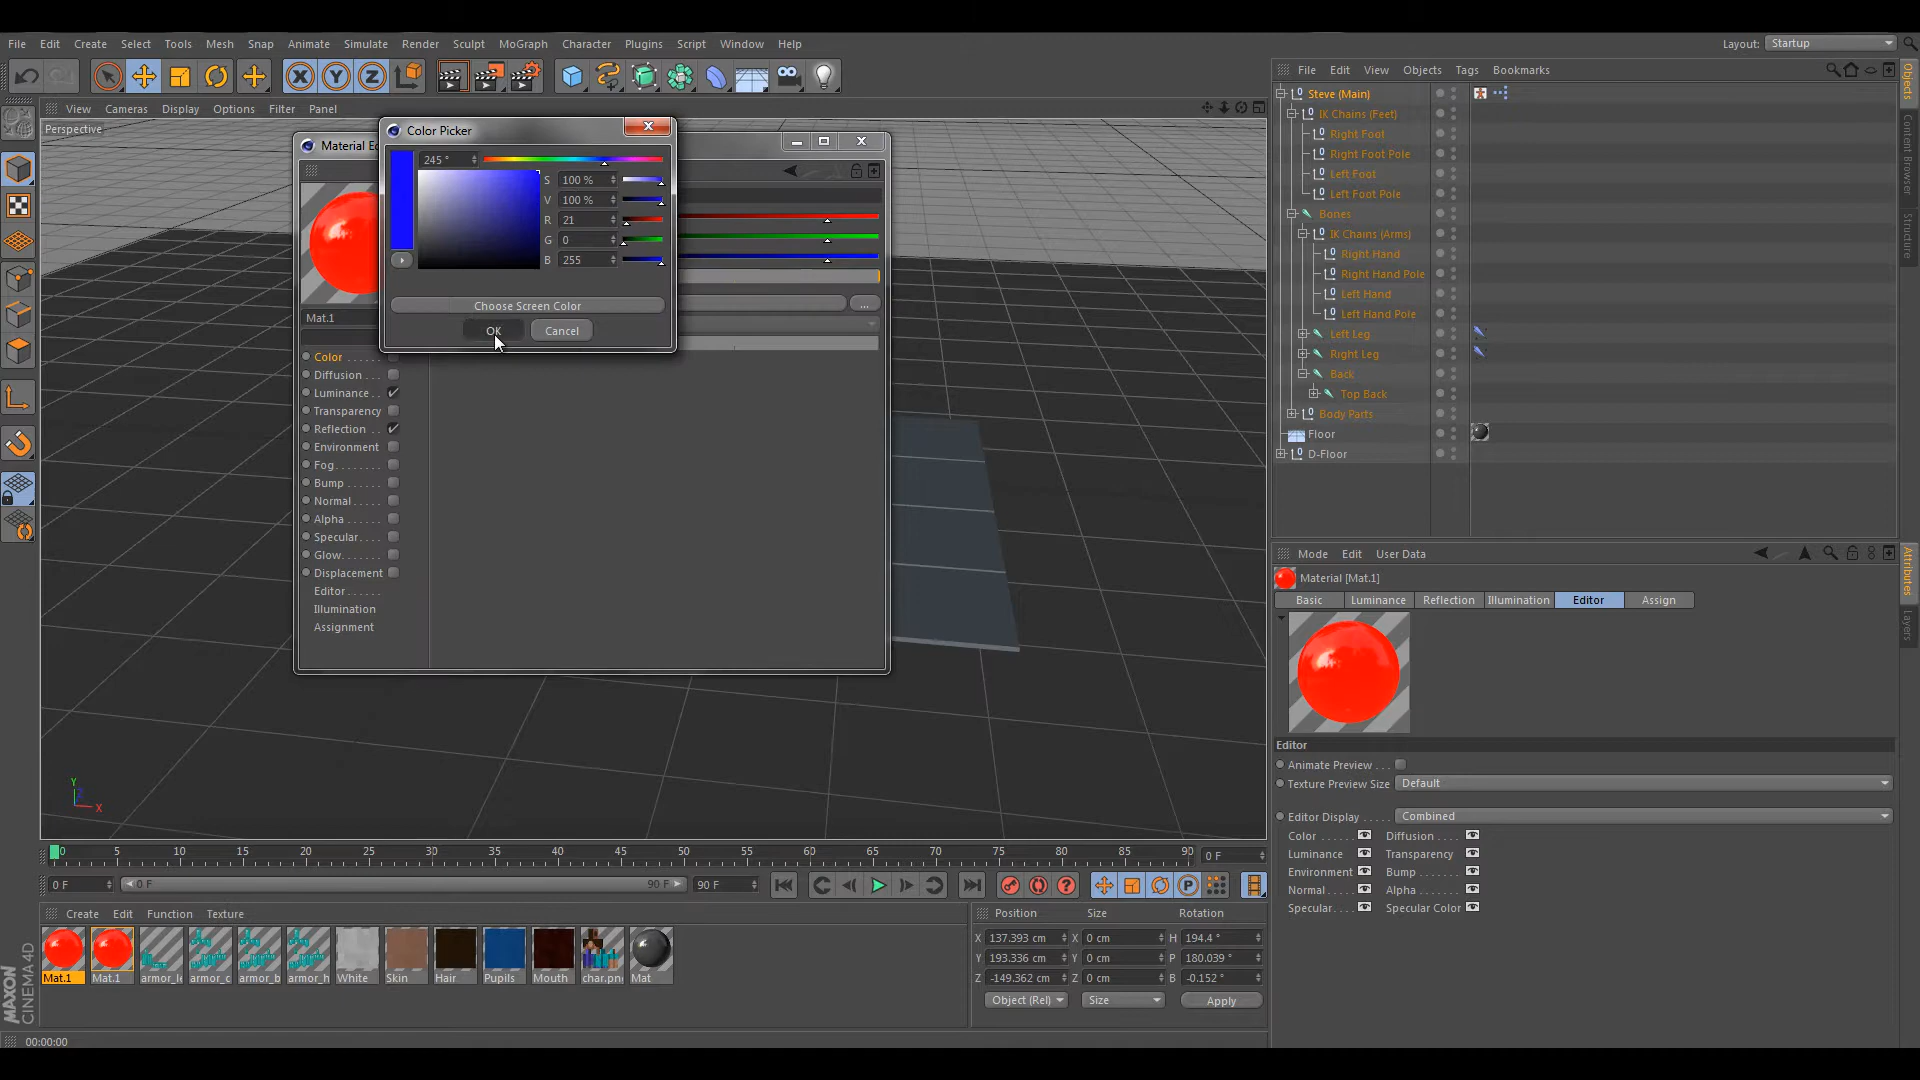 File Edit Create Select Tools Mesh Snap Animate Simulate Render Sculpt MoGraph Character Plugins Script Window Help
Layout: Startup
View Cameras Display Options Filter Panel
Perspective
Material Ed
Color Picker
245 °
S 100 %
V 100 %
R 21
G 0
B 255
Choose Screen Color
OK Cancel
...
Mat.1
Color
Diffusion . . .
Luminance . .
Transparency
Reflection . .
Environment
Fog. . . . . . . .
Bump . . . . . .
Normal . . . .
Alpha . . . . . .
Specular. . . .
Glow. . . . . . .
Displacement
Editor . . . . . .
Illumination
Assignment
File Edit View Objects Tags Bookmarks
Steve (Main)
IK Chains (Feet)
Right Foot
Right Foot Pole
Left Foot
Left Foot Pole
Bones
IK Chains (Arms)
Right Hand
Right Hand Pole
Left Hand
Left Hand Pole
Left Leg
Right Leg
Back
Top Back
Body Parts
Floor
D-Floor
Objects
Content Browser
Structure
Mode Edit User Data
Material [Mat.1]
Basic Luminance Reflection Illumination Editor Assign
Editor
Animate Preview . . .
Texture Preview Size Default
Editor Display . . . . . Combined
Color . . . . . . Diffusion . . . .
Luminance Transparency
Environment Bump . . . . . .
Normal . . . . Alpha . . . . . .
Specular. . . . Specular Color
Attributes
Layers
0 5 10 15 20 25 30 35 40 45 50 55 60 65 70 75 80 85 90 0 F
0 F 0 F 90 F 90 F
Create Edit Function Texture
Mat.1 Mat.1 armor_le armor_c armor_b armor_h White Skin Hair Pupils Mouth char.png Mat
Position Size Rotation
X 137.393 cm X 0 cm H 194.4 °
Y 193.336 cm Y 0 cm P 180.039 °
Z -149.362 cm Z 0 cm B -0.152 °
Object (Rel) Size Apply
MAXON
CINEMA4D
00:00:00
Y
X